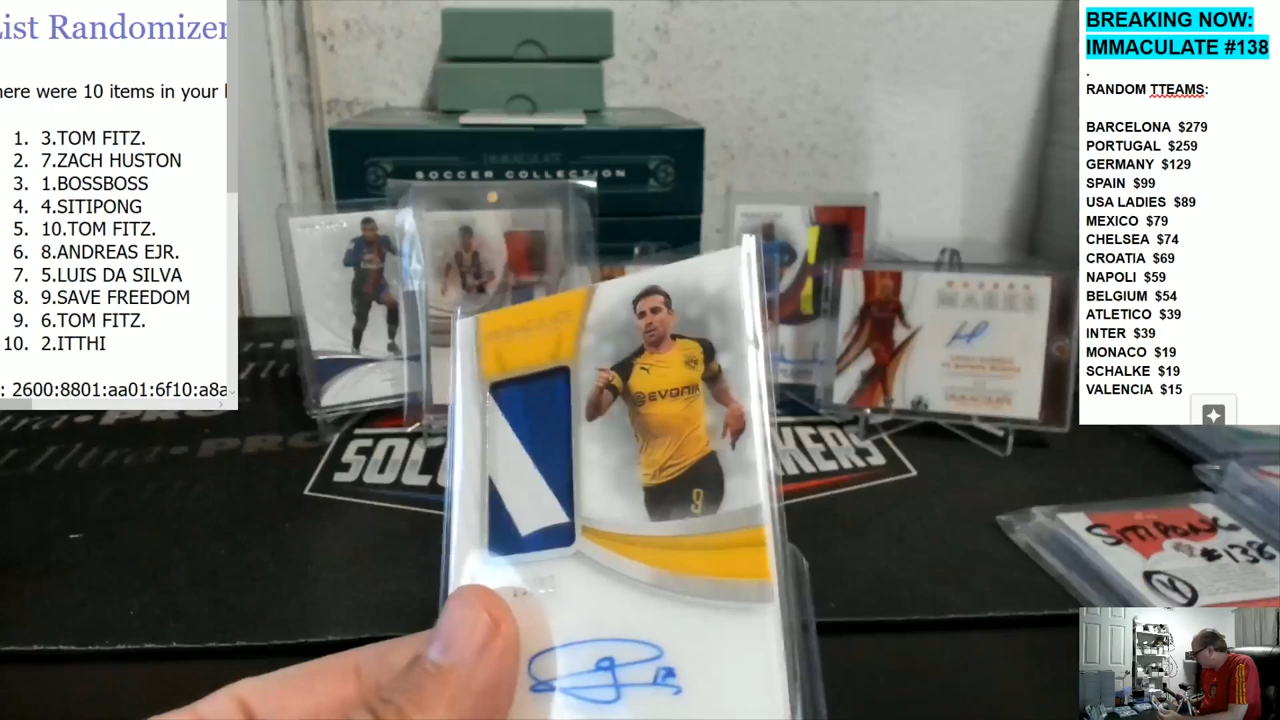 ist Randomizer
here were 10 items in your l
1. 3.TOM FITZ.
2. 7.ZACH HUSTON
3. 1.BOSSBOSS
4. 4.SITIPONG
5. 10.TOM FITZ.
6. 8.ANDREAS EJR.
7. 5.LUIS DA SILVA
8. 9.SAVE FREEDOM
9. 6.TOM FITZ.
10. 2.ITTHI
: 2600:8801:aa01:6f10:a8a
IMMACULATE
SOCCER COLLECTION
EVONIK
9
SOC
KERS
SITIPONG
#138
BREAKING NOW:
IMMACULATE #138
.
RANDOM TTEAMS:
BARCELONA $279
PORTUGAL $259
GERMANY $129
SPAIN $99
USA LADIES $89
MEXICO $79
CHELSEA $74
CROATIA $69
NAPOLI $59
BELGIUM $54
ATLETICO $39
INTER $39
MONACO $19
SCHALKE $19
VALENCIA $15